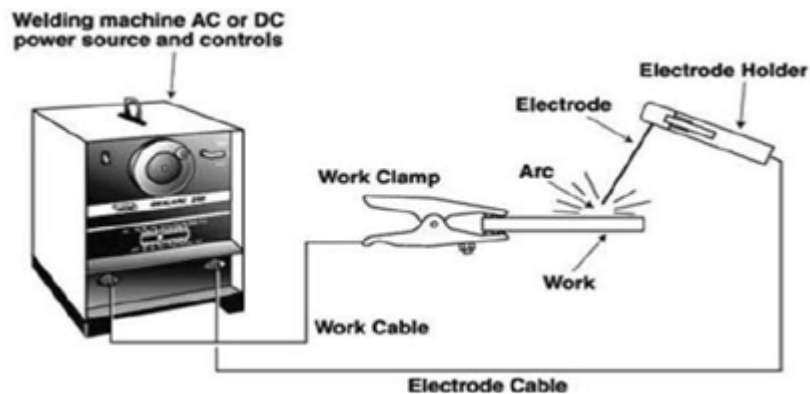 Welding machine AC or DC
power source and controls
Electrode Holder
Electrode
Arc
Work Clamp
Work
Work Cable
Electrode Cable